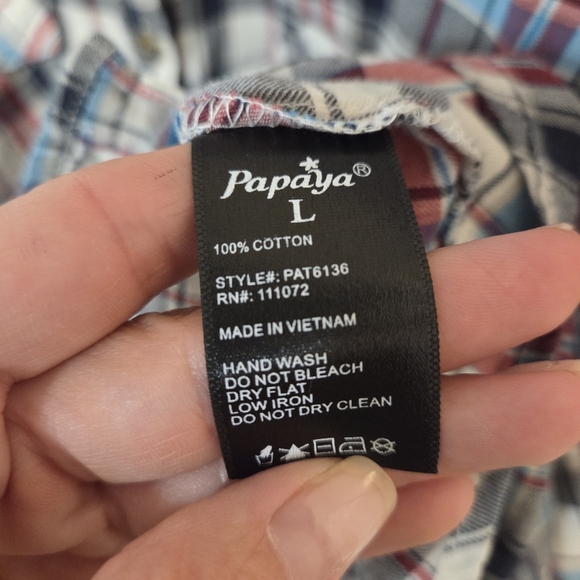 Papaya®
L
100% COTTON
STYLE#: PAT6136
RN#: 111072
MADE IN VIETNAM
HAND WASH
DO NOT BLEACH
DRY FLAT
LOW IRON
DO NOT DRY CLEAN